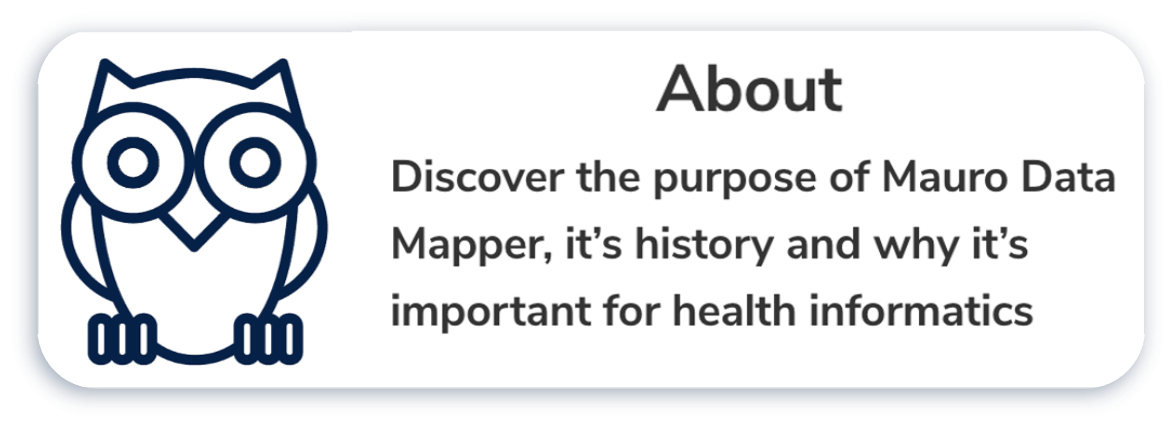 About
Discover the purpose of Mauro Data
Mapper, it’s history and why it’s
important for health informatics